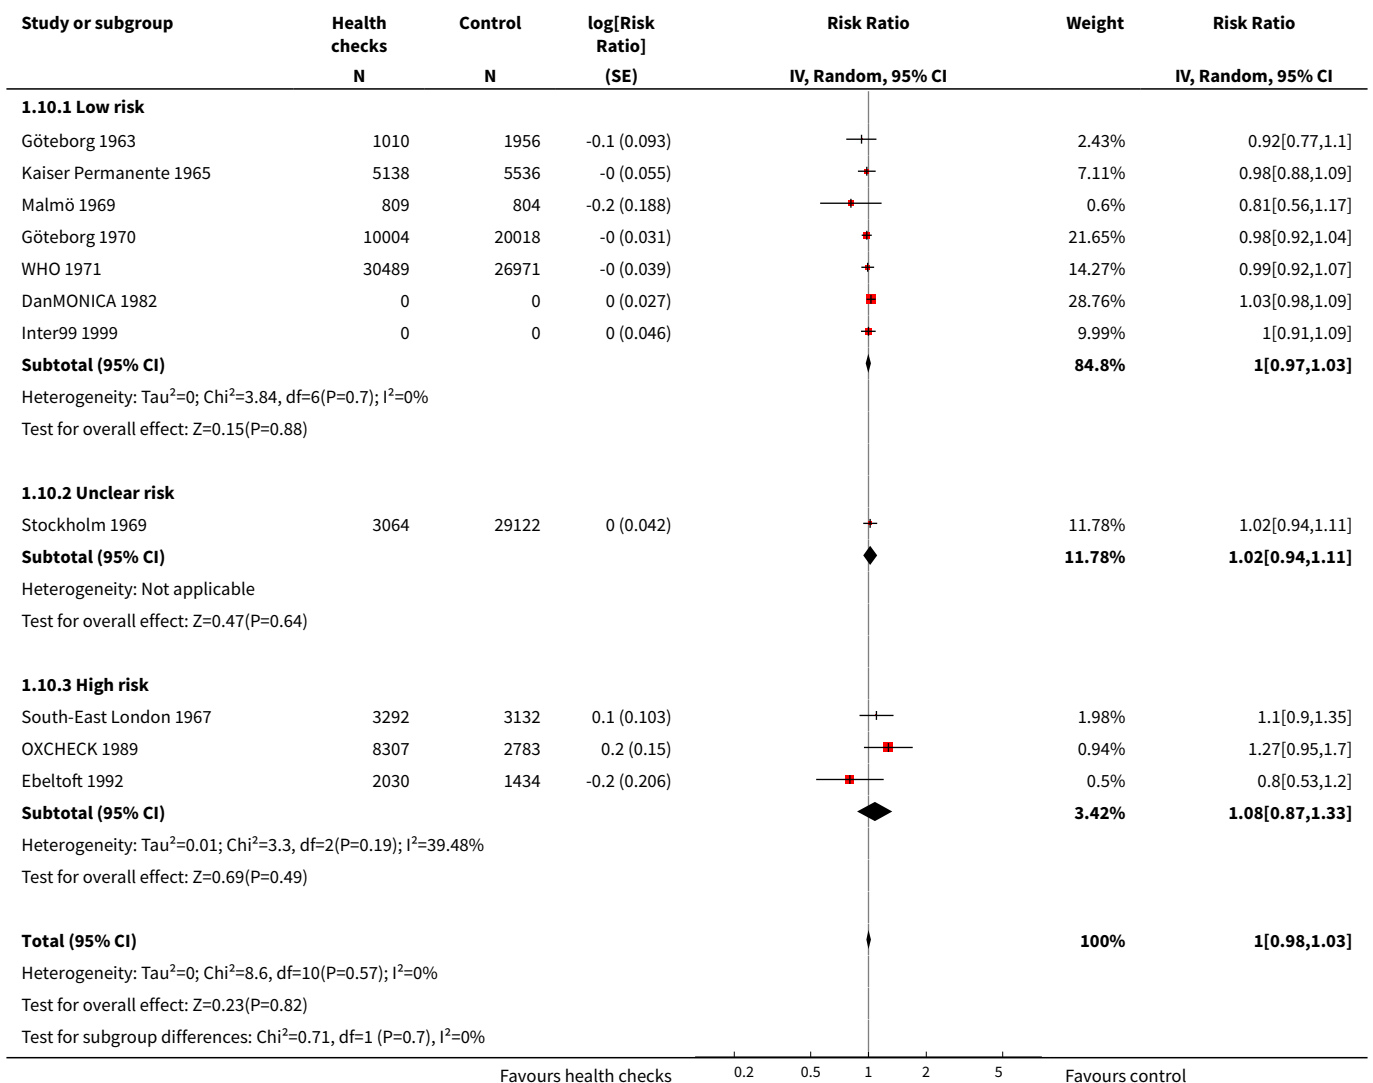 Study or subgroup Health checks Control log[Risk Ratio] Risk Ratio Weight Risk Ratio
N N (SE) IV, Random, 95% CI IV, Random, 95% CI
1.10.1 Low risk
Göteborg 1963 1010 1956 -0.1 (0.093) 2.43% 0.92[0.77,1.1]
Kaiser Permanente 1965 5138 5536 -0 (0.055) 7.11% 0.98[0.88,1.09]
Malmö 1969 809 804 -0.2 (0.188) 0.6% 0.81[0.56,1.17]
Göteborg 1970 10004 20018 -0 (0.031) 21.65% 0.98[0.92,1.04]
WHO 1971 30489 26971 -0 (0.039) 14.27% 0.99[0.92,1.07]
DanMONICA 1982 0 0 0 (0.027) 28.76% 1.03[0.98,1.09]
Inter99 1999 0 0 0 (0.046) 9.99% 1[0.91,1.09]
Subtotal (95% CI) 84.8% 1[0.97,1.03]
Heterogeneity: Tau²=0; Chi²=3.84, df=6(P=0.7); I²=0%
Test for overall effect: Z=0.15(P=0.88)
1.10.2 Unclear risk
Stockholm 1969 3064 29122 0 (0.042) 11.78% 1.02[0.94,1.11]
Subtotal (95% CI) 11.78% 1.02[0.94,1.11]
Heterogeneity: Not applicable
Test for overall effect: Z=0.47(P=0.64)
1.10.3 High risk
South-East London 1967 3292 3132 0.1 (0.103) 1.98% 1.1[0.9,1.35]
OXCHECK 1989 8307 2783 0.2 (0.15) 0.94% 1.27[0.95,1.7]
Ebeltoft 1992 2030 1434 -0.2 (0.206) 0.5% 0.8[0.53,1.2]
Subtotal (95% CI) 3.42% 1.08[0.87,1.33]
Heterogeneity: Tau²=0.01; Chi²=3.3, df=2(P=0.19); I²=39.48%
Test for overall effect: Z=0.69(P=0.49)
Total (95% CI) 100% 1[0.98,1.03]
Heterogeneity: Tau²=0; Chi²=8.6, df=10(P=0.57); I²=0%
Test for overall effect: Z=0.23(P=0.82)
Test for subgroup differences: Chi²=0.71, df=1 (P=0.7), I²=0%
Favours health checks 0.2 0.5 1 2 5 Favours control